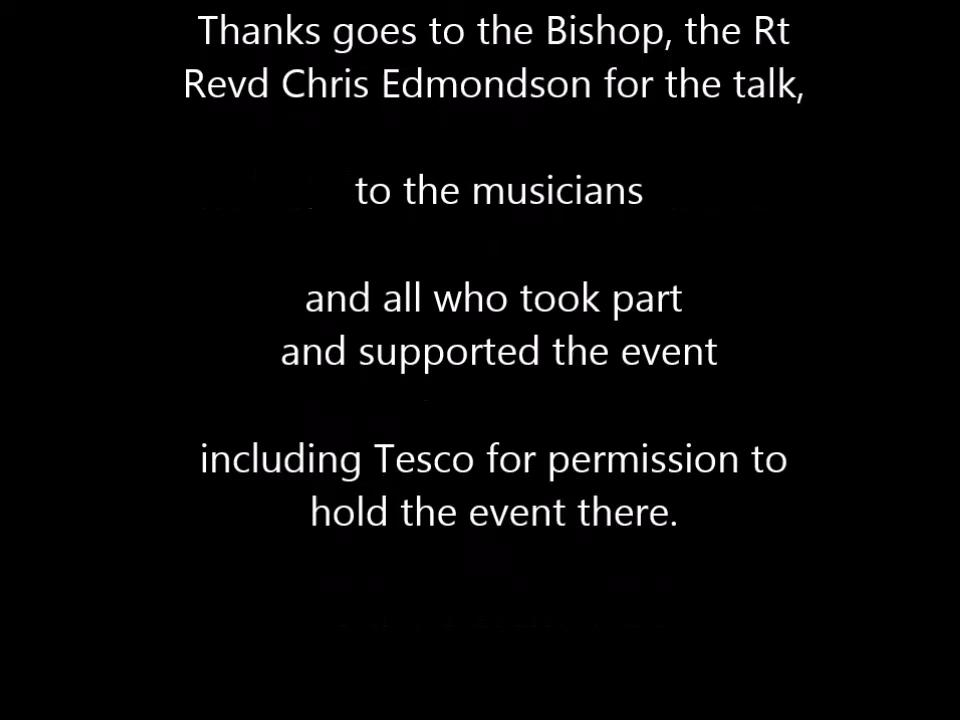 Thanks goes to the Bishop, the Rt
Revd Chris Edmondson for the talk,
to the musicians
and all who took part
and supported the event
including Tesco for permission to
hold the event there.